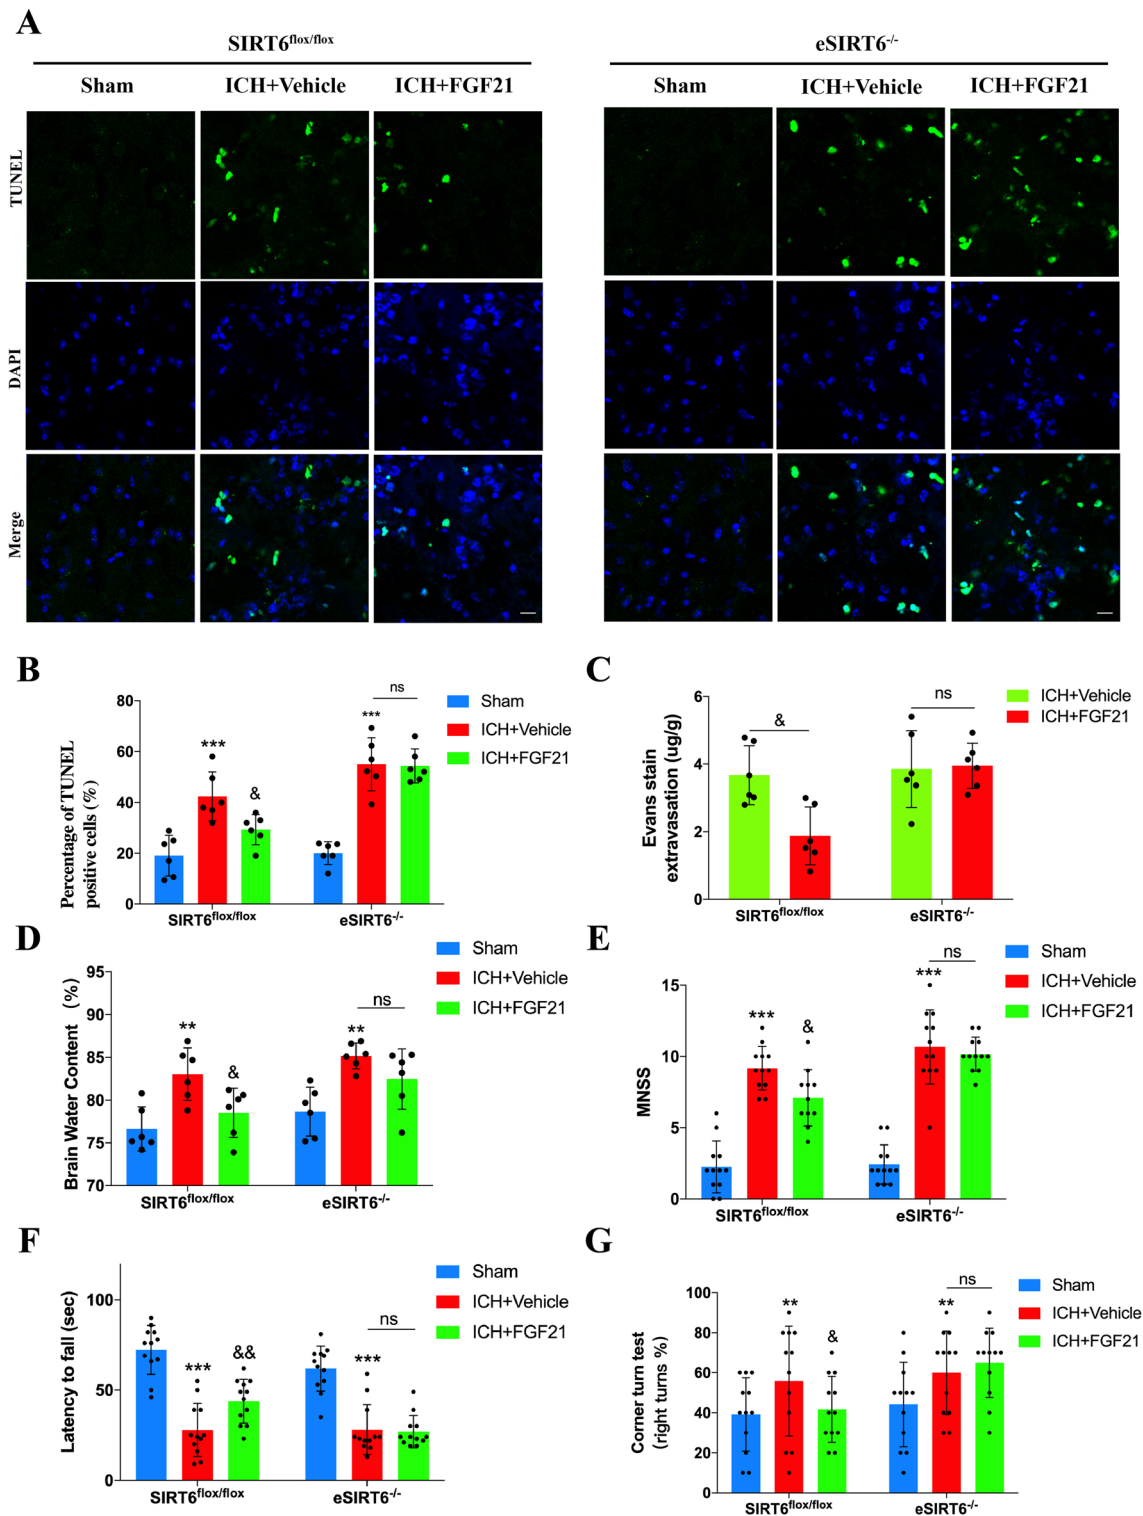 A
SIRT6flox/flox
eSIRT6-/-
Sham
ICH+Vehicle
ICH+FGF21
Sham
ICH+Vehicle
ICH+FGF21
TUNEL
DAPI
Merge
B
Percentage of TUNEL
positive cells (%)
80
60
40
20
0
***
&
***
ns
SIRT6flox/flox
eSIRT6-/-
Sham
ICH+Vehicle
ICH+FGF21
C
Evans stain
extravasation (ug/g)
6
4
2
0
&
ns
SIRT6flox/flox
eSIRT6-/-
ICH+Vehicle
ICH+FGF21
D
Brain Water Content (%)
95
90
85
80
75
70
**
&
**
ns
SIRT6flox/flox
eSIRT6-/-
Sham
ICH+Vehicle
ICH+FGF21
E
MNSS
15
10
5
0
***
&
***
ns
SIRT6flox/flox
eSIRT6-/-
Sham
ICH+Vehicle
ICH+FGF21
F
Latency to fall (sec)
100
50
0
***
&&
***
ns
SIRT6flox/flox
eSIRT6-/-
Sham
ICH+Vehicle
ICH+FGF21
G
Corner turn test
(right turns %)
100
80
60
40
20
0
**
&
**
ns
SIRT6flox/flox
eSIRT6-/-
Sham
ICH+Vehicle
ICH+FGF21